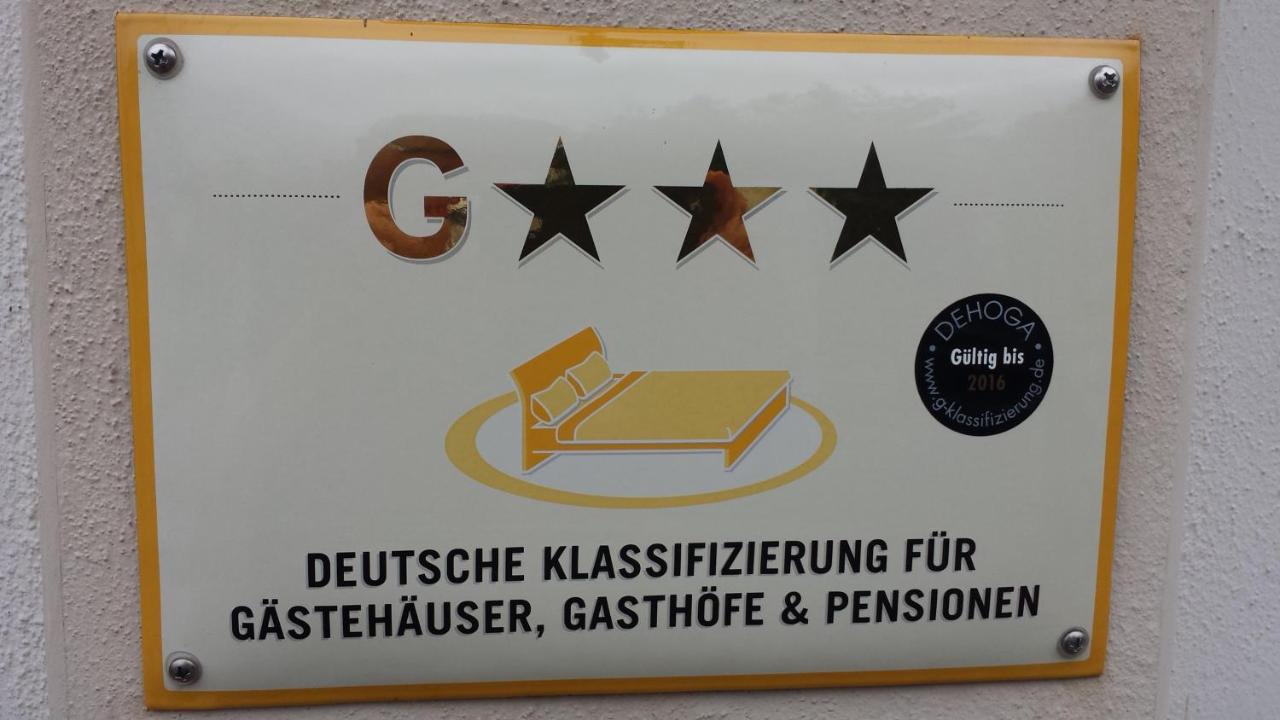 G★★★
DEHOGA
Gültig bis
2016
www.g-klassifizierung.de
DEUTSCHE KLASSIFIZIERUNG FÜR
GÄSTEHÄUSER, GASTHÖFE & PENSIONEN